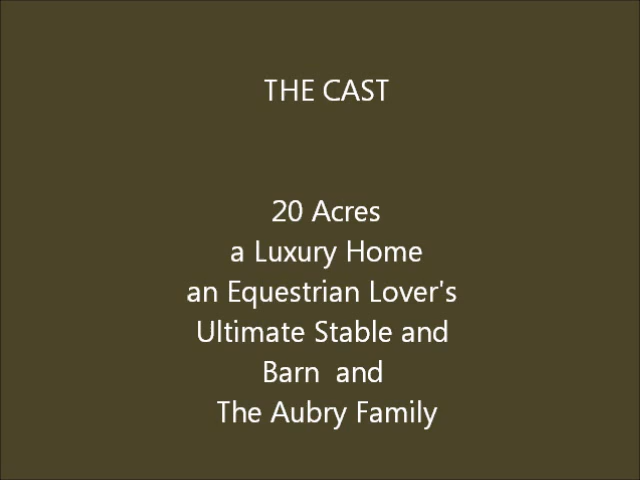 THE CAST
20 Acres
a Luxury Home
an Equestrian Lover's
Ultimate Stable and
Barn  and
The Aubry Family